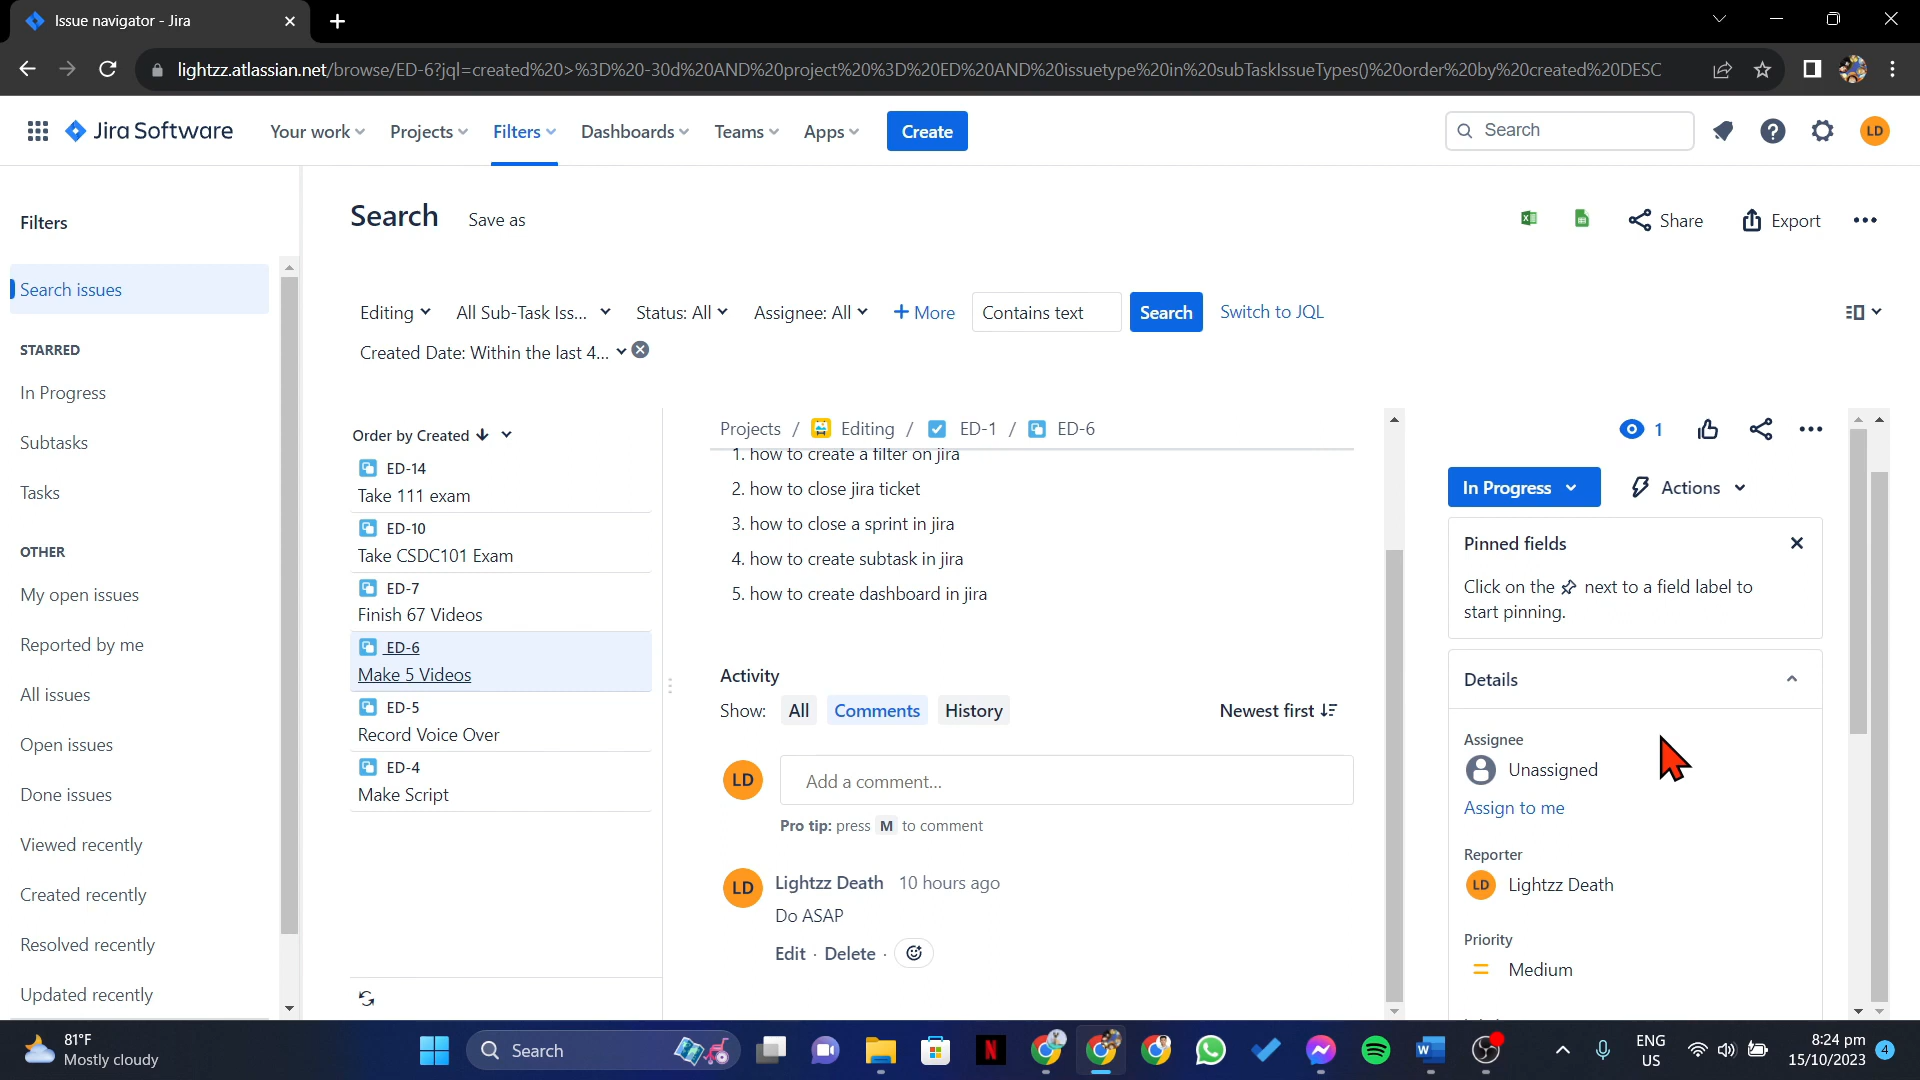 Issue navigator - Jira
lightzz.atlassian.net/browse/ED-6?jql=created%20>%3D%20-30d%20AND%20project%20%3D%20ED%20AND%20issuetype%20in%20subTaskIssueTypes()%20order%20by%20created%20DESC
Jira Software
Your work
Projects
Filters
Dashboards
Teams
Apps
Create
Search
LD
Filters
Search issues
STARRED
In Progress
Subtasks
Tasks
OTHER
My open issues
Reported by me
All issues
Open issues
Done issues
Viewed recently
Created recently
Resolved recently
Updated recently
Search
Save as
Share
Export
Editing
All Sub-Task Iss...
Status: All
Assignee: All
+ More
Contains text
Search
Switch to JQL
Created Date: Within the last 4...
Order by Created
ED-14
Take 111 exam
ED-10
Take CSDC101 Exam
ED-7
Finish 67 Videos
ED-6
Make 5 Videos
ED-5
Record Voice Over
ED-4
Make Script
Projects / Editing / ED-1 / ED-6
1. how to create a filter on jira
2. how to close jira ticket
3. how to close a sprint in jira
4. how to create subtask in jira
5. how to create dashboard in jira
Activity
Show: All Comments History
Newest first
LD
Add a comment...
Pro tip: press M to comment
LD
Lightzz Death 10 hours ago
Do ASAP
Edit · Delete ·
1
In Progress
Actions
Pinned fields
Click on the next to a field label to
start pinning.
Details
Assignee
Unassigned
Assign to me
Reporter
LD
Lightzz Death
Priority
Medium
81°F
Mostly cloudy
Search
N
W
ENG
US
8:24 pm
15/10/2023
4